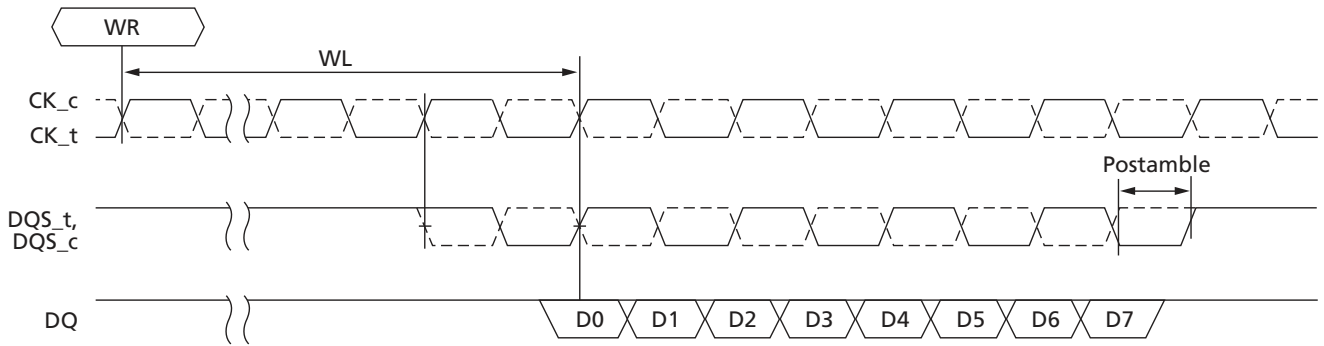 WR
WL
CK_c
CK_t
Postamble
DQS_t,
DQS_c
DQ
D0 D1 D2 D3 D4 D5 D6 D7